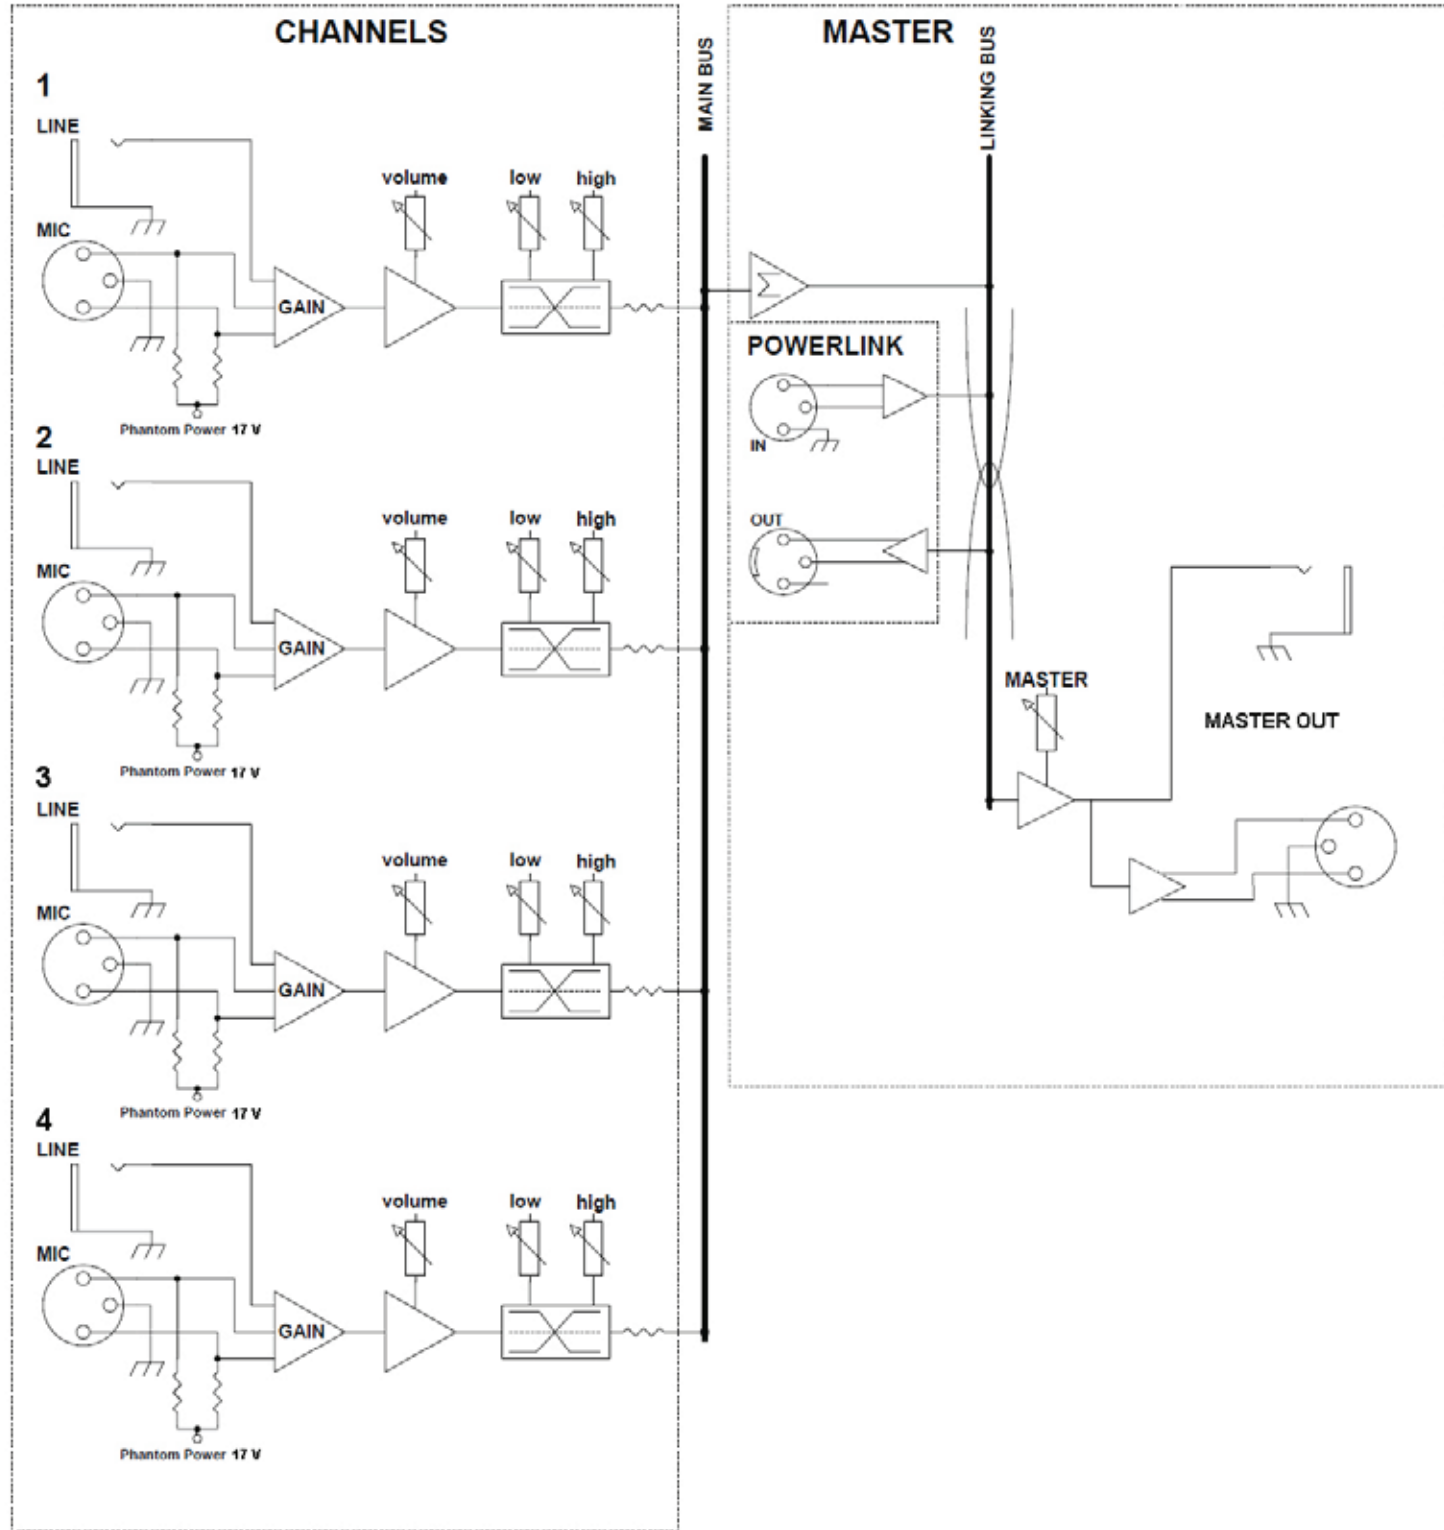 CHANNELS
1
LINE
MIC
volume
low
high
GAIN
Phantom Power 17 V
2
LINE
MIC
volume
low
high
GAIN
Phantom Power 17 V
3
LINE
MIC
volume
low
high
GAIN
Phantom Power 17 V
4
LINE
MIC
volume
low
high
GAIN
Phantom Power 17 V
MAIN BUS
MASTER
LINKING BUS
Σ
POWERLINK
IN
OUT
MASTER
MASTER OUT